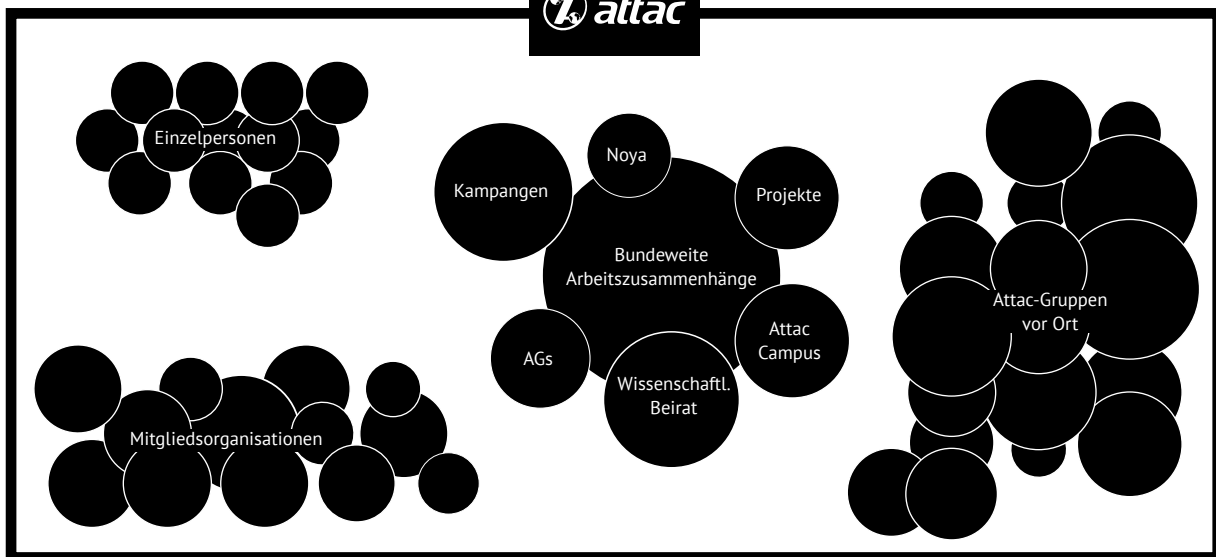 attac
Einzelpersonen
Noya
Kampangen
Projekte
Bundeweite
Arbeitszusammenhänge
Attac-Gruppen
vor Ort
AGs
Attac
Campus
Wissenschaftl.
Beirat
Mitgliedsorganisationen